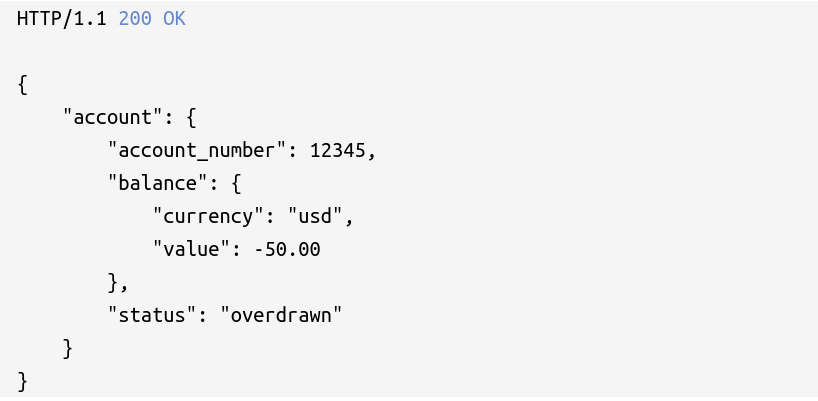 HTTP/1.1 200 OK

{
    "account": {
        "account_number": 12345,
        "balance": {
            "currency": "usd",
            "value": -50.00
        },
        "status": "overdrawn"
    }
}